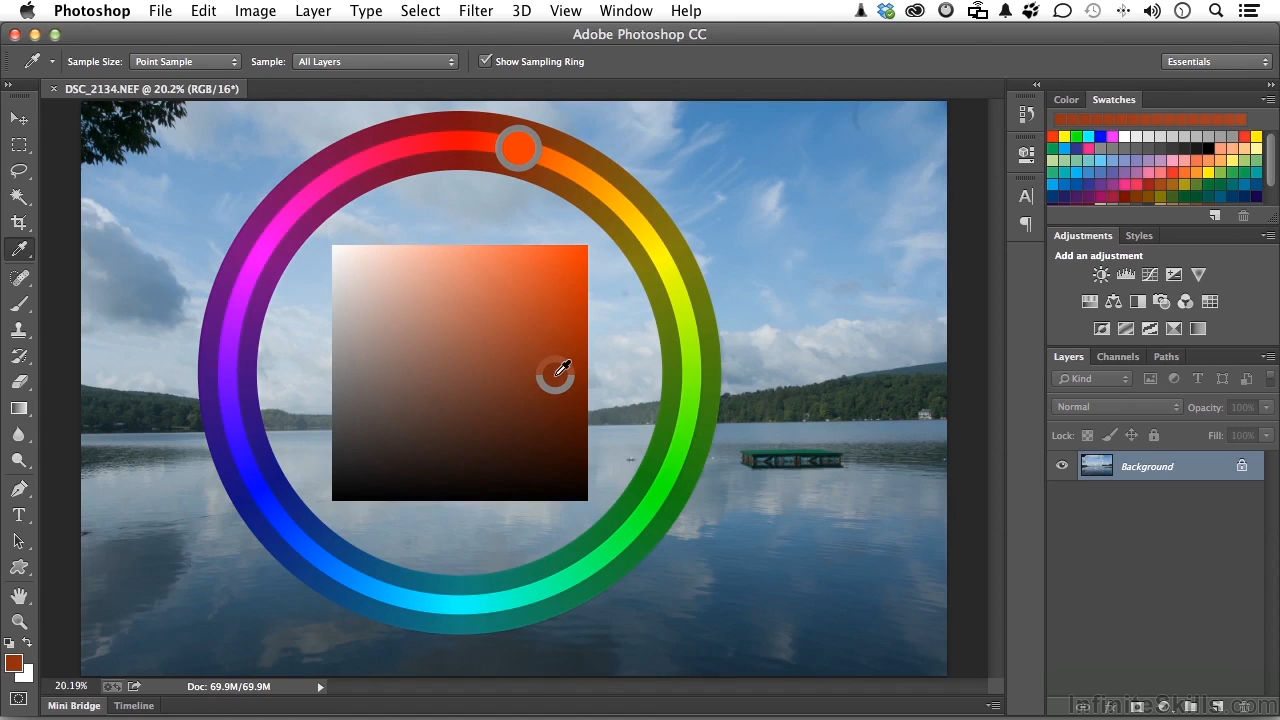 Photoshop File Edit Image Layer Type Select Filter 3D View Window Help
Adobe Photoshop CC
Sample Size: Point Sample Sample: All Layers Show Sampling Ring Essentials
× DSC_2134.NEF @ 20.2% (RGB/16*)
Color Swatches
Adjustments Styles
Add an adjustment
Layers Channels Paths
Kind
Normal Opacity: 100%
Lock: Fill: 100%
Background
20.19% Doc: 69.9M/69.9M
Mini Bridge Timeline
InfiniteSkills.com